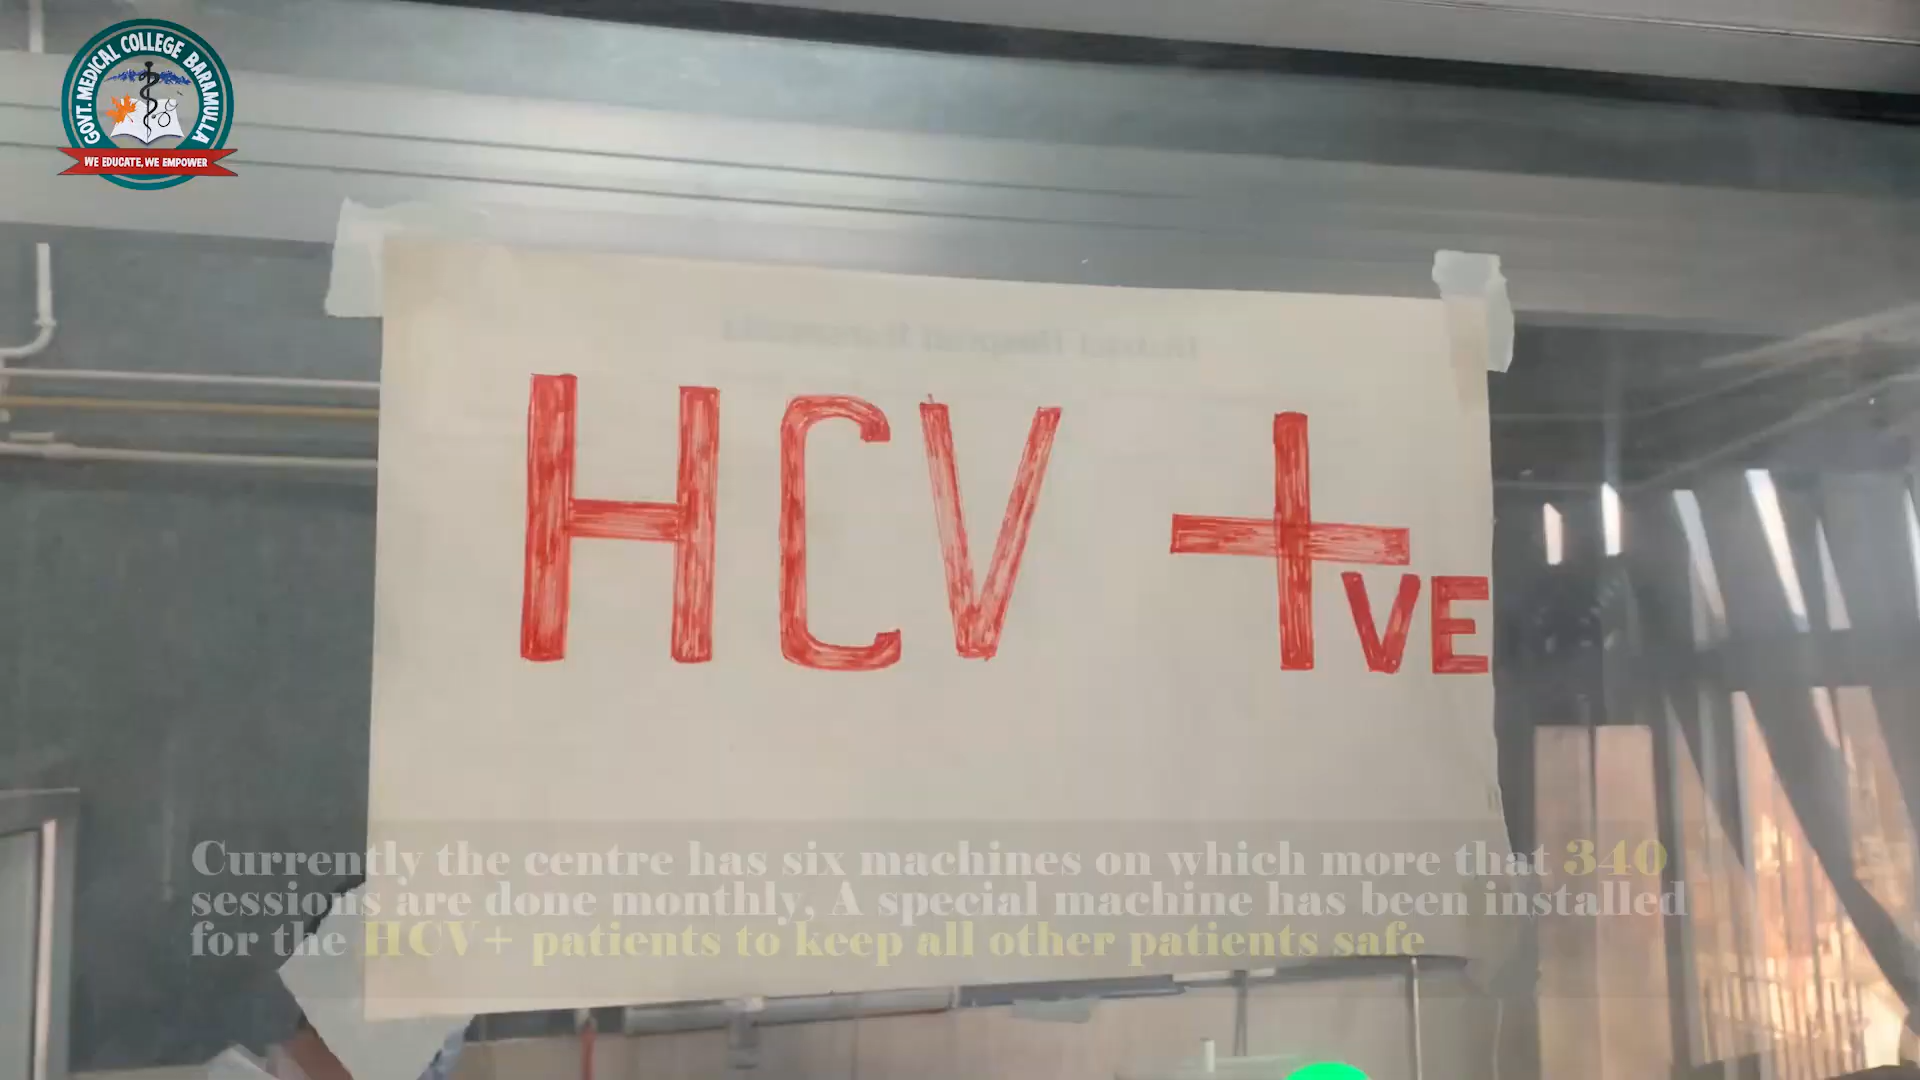 GOVT. MEDICAL COLLEGE BARAMULLA
WE EDUCATE, WE EMPOWER
HCV +VE
Currently the centre has six machines on which more that 340
sessions are done monthly, A special machine has been installed
for the HCV+ patients to keep all other patients safe